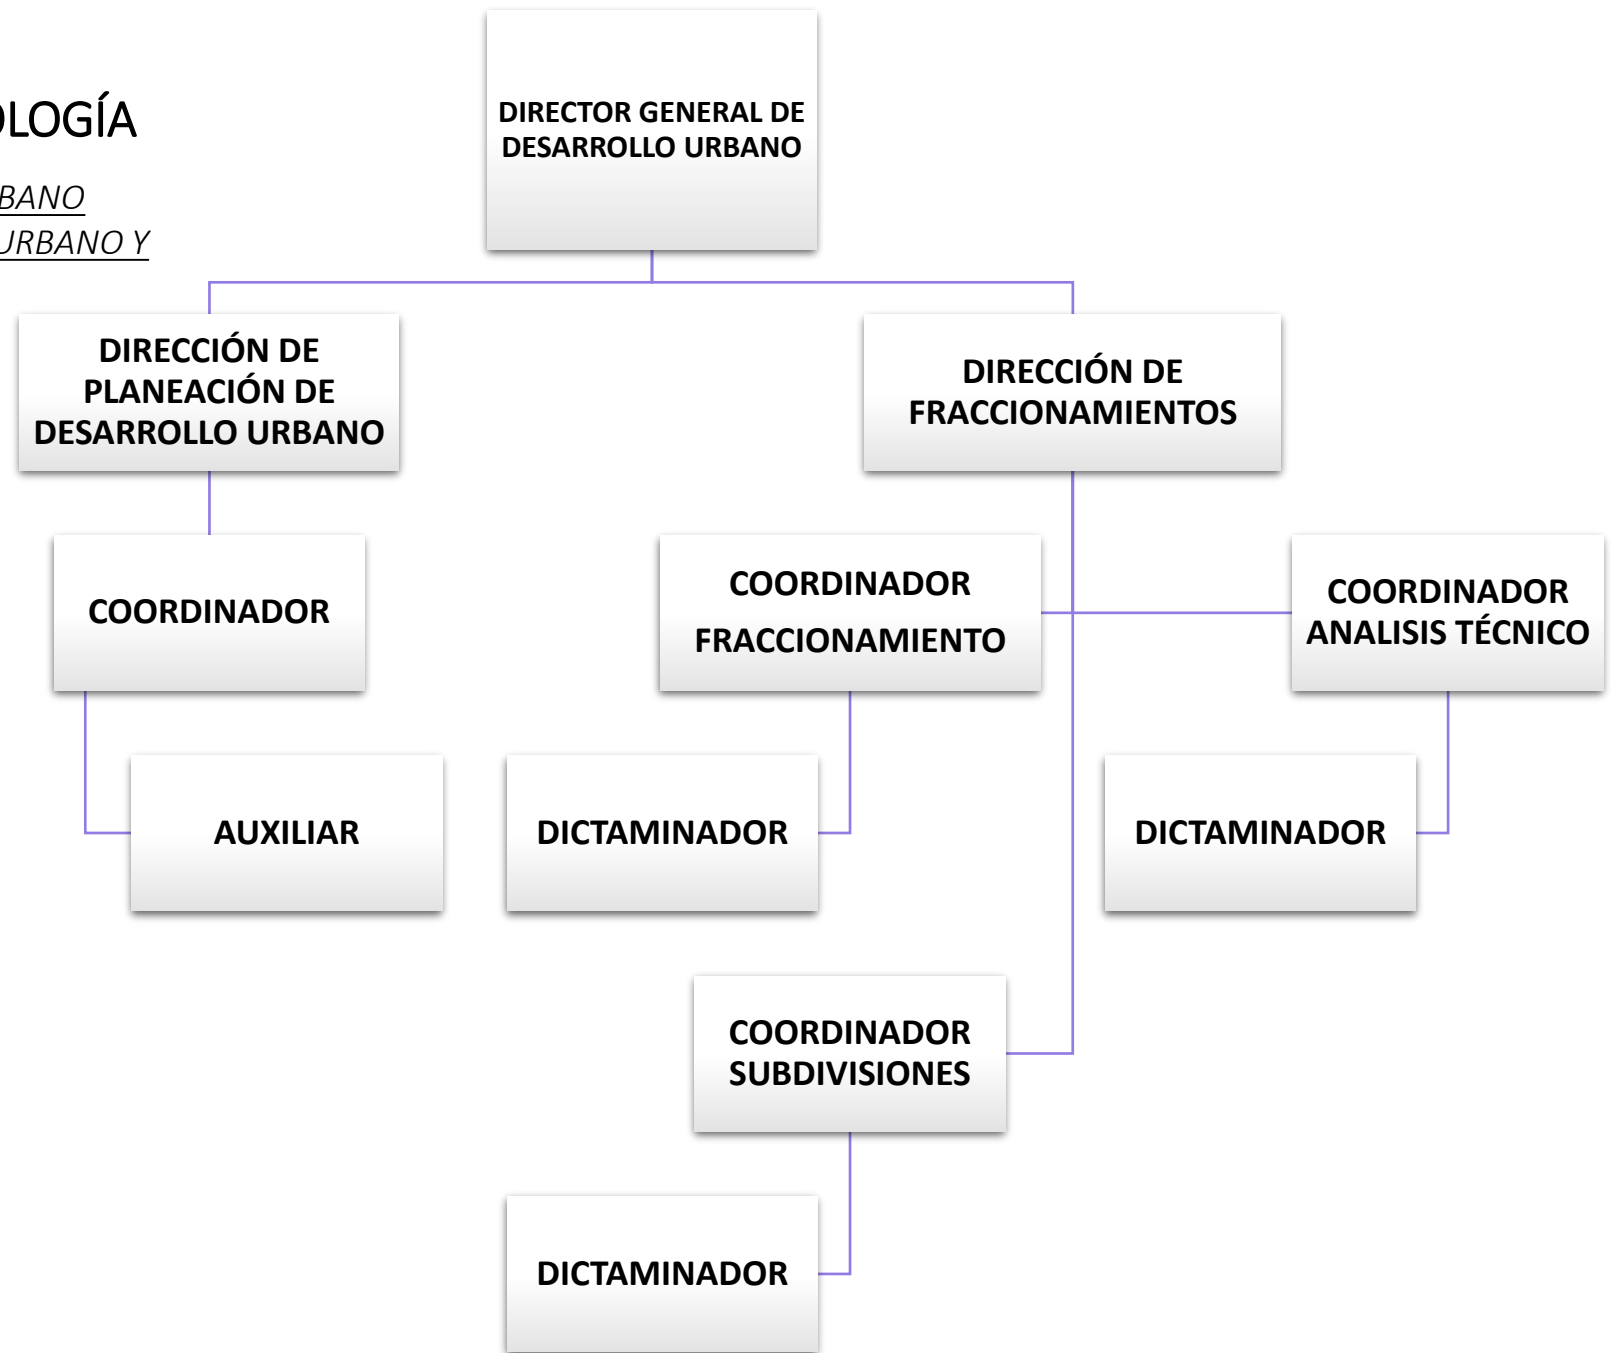 OLOGÍA
BANO
URBANO Y
DIRECTOR GENERAL DE
DESARROLLO URBANO
DIRECCIÓN DE
PLANEACIÓN DE
DESARROLLO URBANO
DIRECCIÓN DE
FRACCIONAMIENTOS
COORDINADOR
COORDINADOR
FRACCIONAMIENTO
COORDINADOR
ANALISIS TÉCNICO
AUXILIAR
DICTAMINADOR
DICTAMINADOR
COORDINADOR
SUBDIVISIONES
DICTAMINADOR